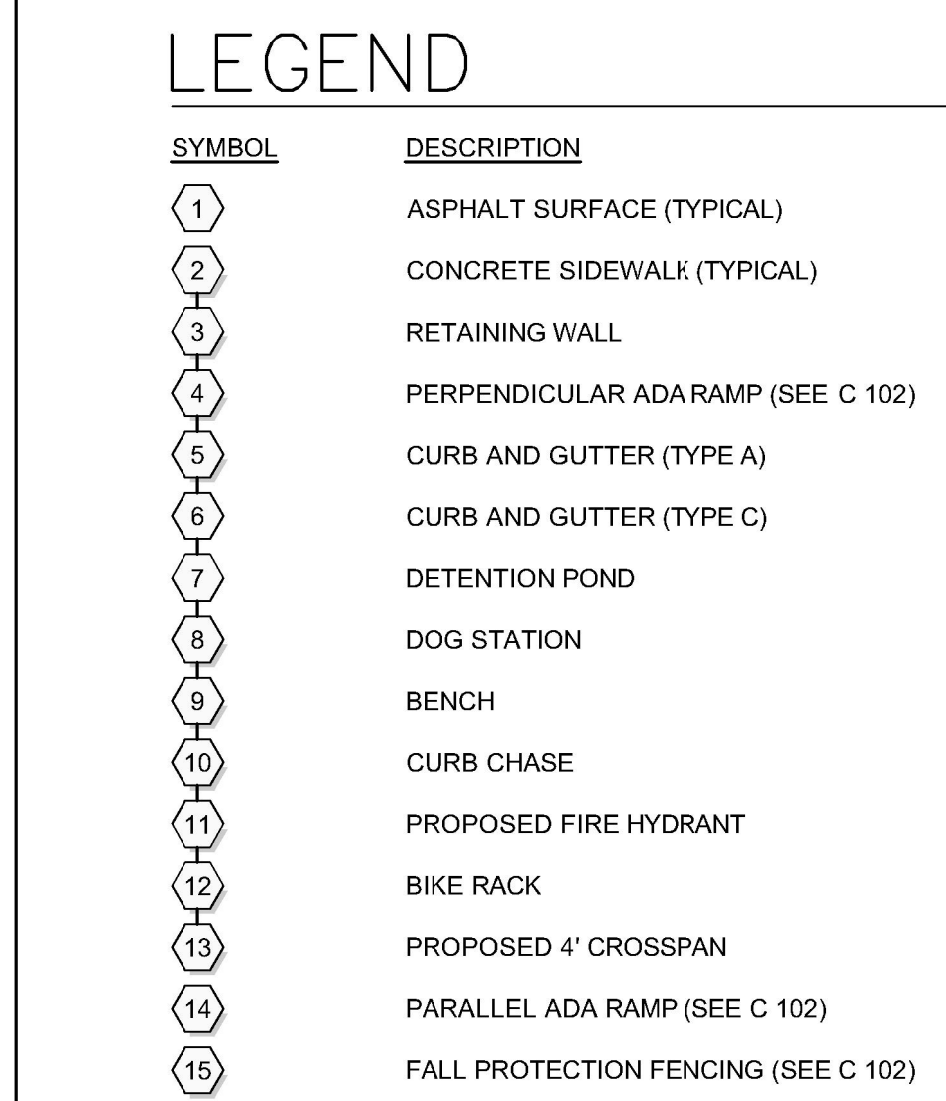 LEGEND
SYMBOL DESCRIPTION
1 ASPHALT SURFACE (TYPICAL)
2 CONCRETE SIDEWALK (TYPICAL)
3 RETAINING WALL
4 PERPENDICULAR ADA RAMP (SEE C 102)
5 CURB AND GUTTER (TYPE A)
6 CURB AND GUTTER (TYPE C)
7 DETENTION POND
8 DOG STATION
9 BENCH
10 CURB CHASE
11 PROPOSED FIRE HYDRANT
12 BIKE RACK
13 PROPOSED 4' CROSSPAN
14 PARALLEL ADA RAMP (SEE C 102)
15 FALL PROTECTION FENCING (SEE C 102)